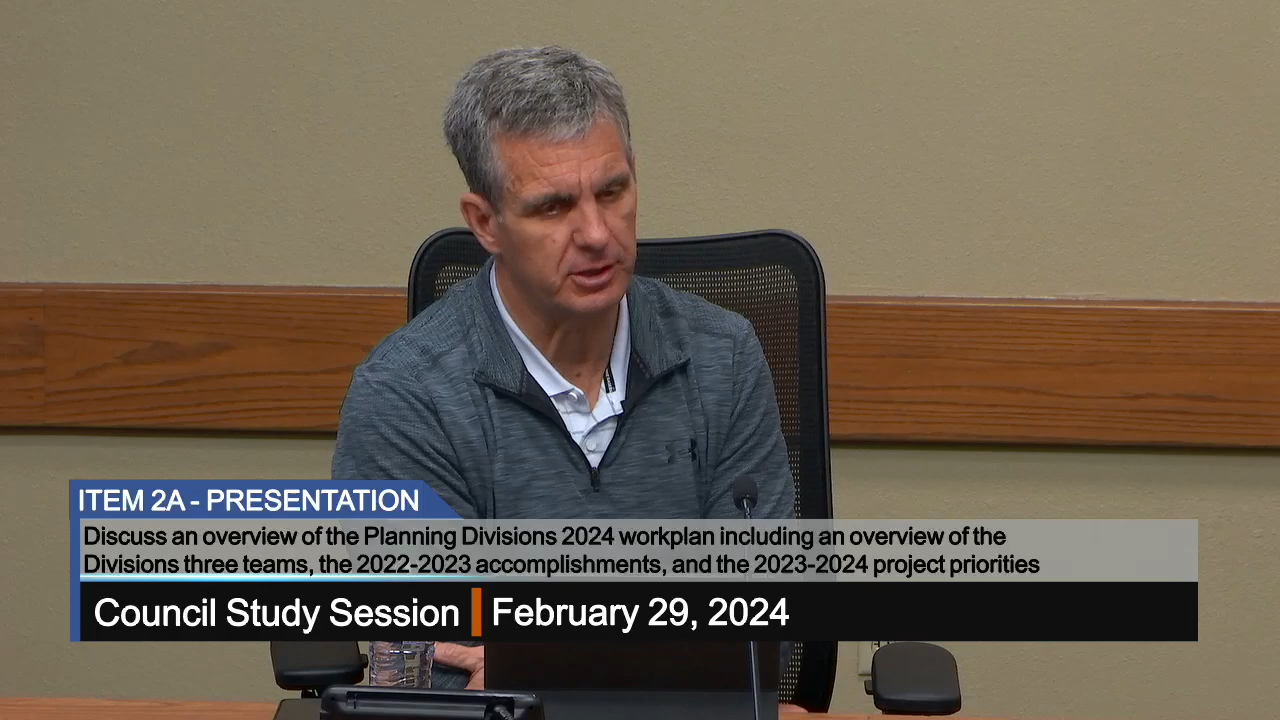 ITEM 2A - PRESENTATION
Discuss an overview of the Planning Divisions 2024 workplan including an overview of the
Divisions three teams, the 2022-2023 accomplishments, and the 2023-2024 project priorities
Council Study Session
February 29, 2024